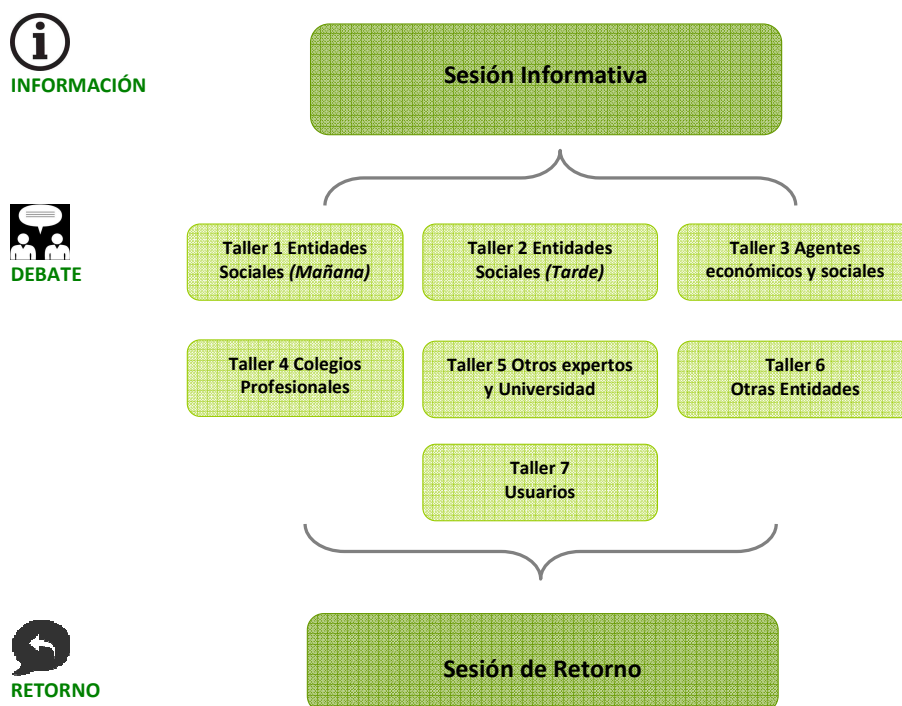 INFORMACIÓN
Sesión Informativa
DEBATE
Taller 1 Entidades
Sociales (Mañana)
Taller 2 Entidades
Sociales (Tarde)
Taller 3 Agentes
económicos y sociales
Taller 4 Colegios
Profesionales
Taller 5 Otros expertos
y Universidad
Taller 6
Otras Entidades
Taller 7
Usuarios
RETORNO
Sesión de Retorno